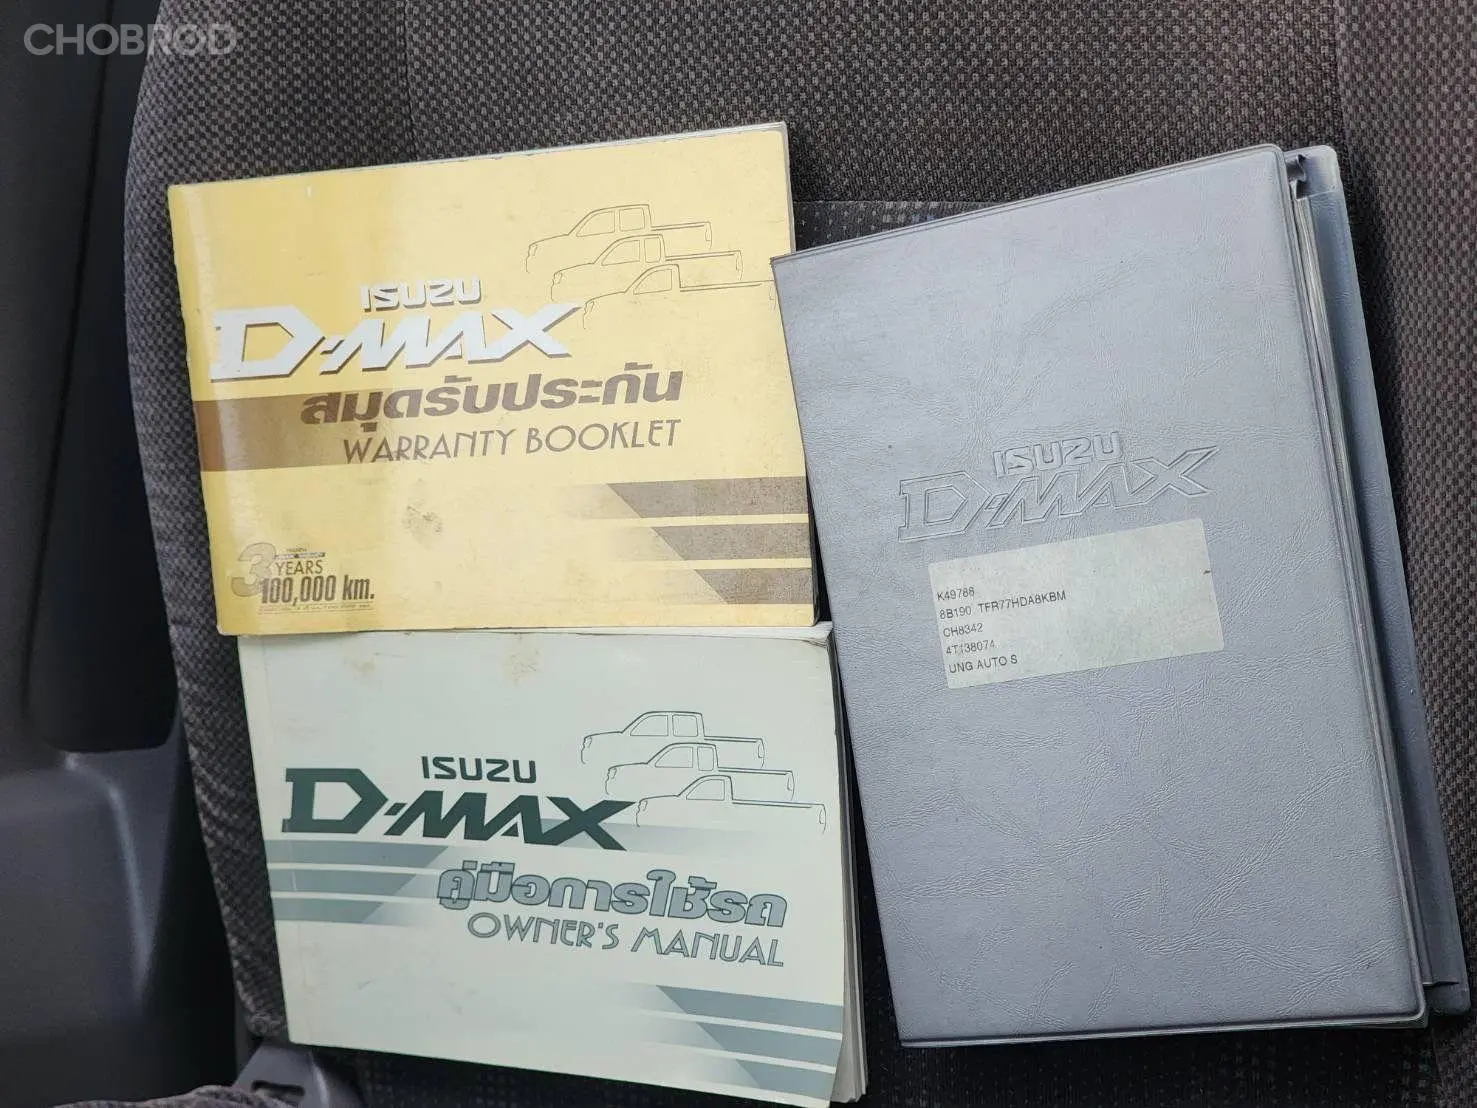 CHOBROD
ISUZU
D-MAX
สมุดรับประกัน
WARRANTY BOOKLET
3 YEARS
100,000 km.
ISUZU
D-MAX
คู่มือการใช้รถ
OWNER'S MANUAL
ISUZU
D-MAX
K49788
8B190 TFR77HDA8KBM
CH8342
4T138074
UNG AUTO S